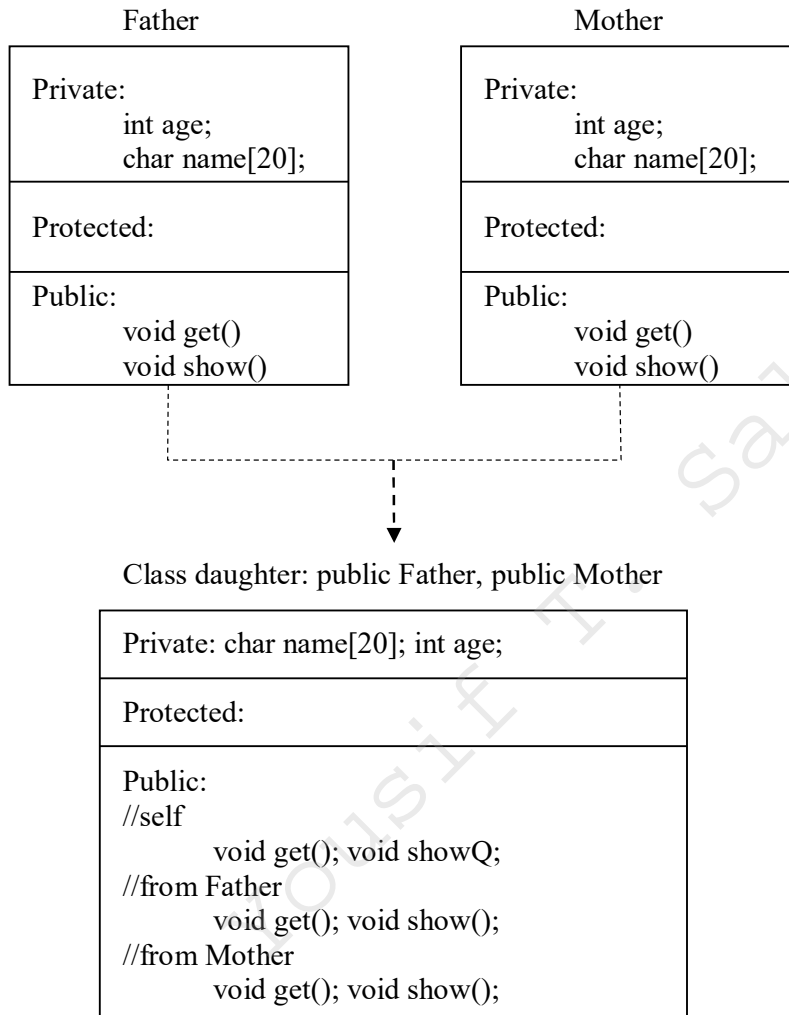 Father
Private:
int age;
char name[20];
Protected:
Public:
void get()
void show()
Mother
Private:
int age;
char name[20];
Protected:
Public:
void get()
void show()
Class daughter: public Father, public Mother
Private: char name[20]; int age;
Protected:
Public:
//self
void get(); void showQ;
//from Father
void get(); void show();
//from Mother
void get(); void show();
Yousif T. Sal